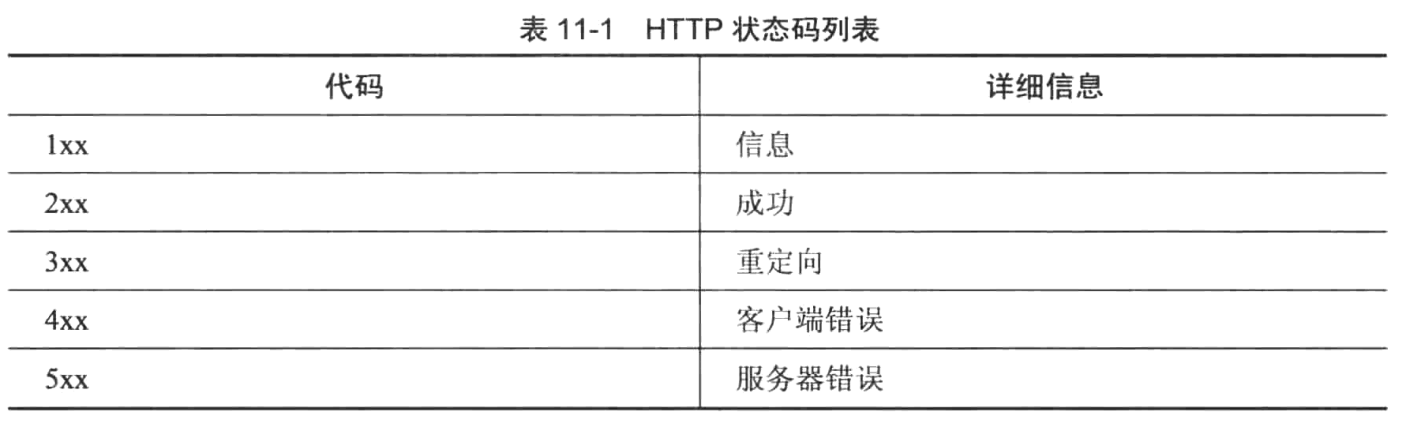 表 11-1 HTTP 状态码列表
代码 详细信息
1xx 信息
2xx 成功
3xx 重定向
4xx 客户端错误
5xx 服务器错误